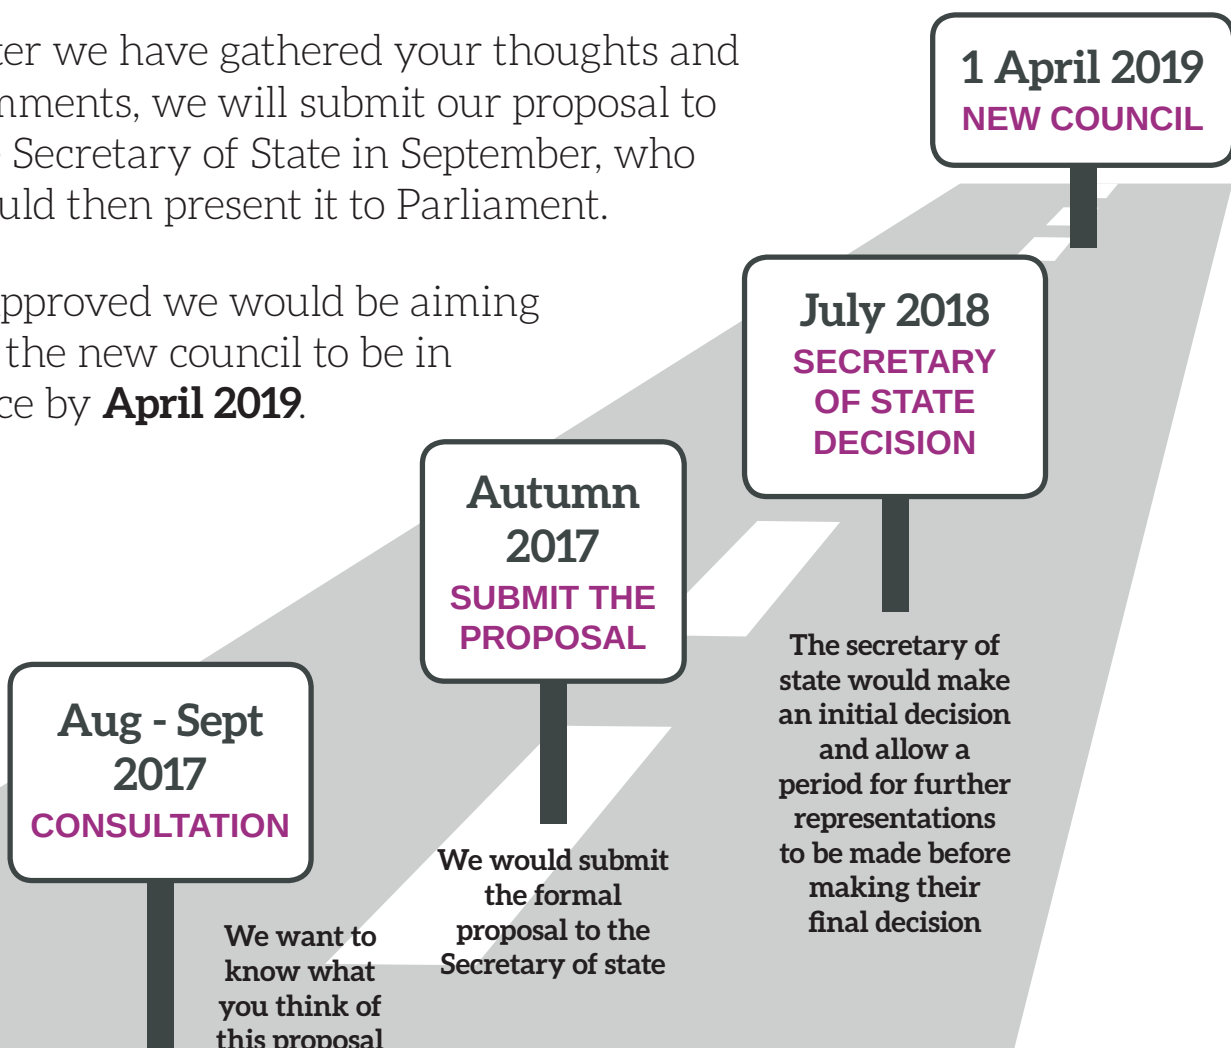 ter we have gathered your thoughts and
mments, we will submit our proposal to
Secretary of State in September, who
uld then present it to Parliament.
pproved we would be aiming
the new council to be in
ce by April 2019.
1 April 2019
NEW COUNCIL
July 2018
SECRETARY
OF STATE
DECISION
The secretary of
state would make
an initial decision
and allow a
period for further
representations
to be made before
making their
final decision
Autumn
2017
SUBMIT THE
PROPOSAL
We would submit
the formal
proposal to the
Secretary of state
Aug - Sept
2017
CONSULTATION
We want to
know what
you think of
this proposal